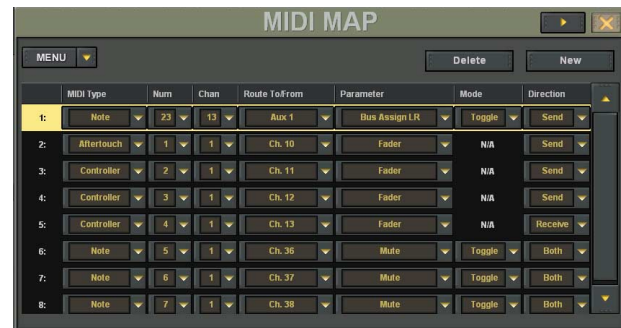 MIDI MAP
MENU Delete New
MIDI Type Num Chan Route To/From Parameter Mode Direction
1: Note 23 13 Aux 1 Bus Assign LR Toggle Send
2: Aftertouch 1 1 Ch. 10 Fader N/A Send
3: Controller 2 1 Ch. 11 Fader N/A Send
4: Controller 3 1 Ch. 12 Fader N/A Send
5: Controller 4 1 Ch. 13 Fader N/A Receive
6: Note 5 1 Ch. 36 Mute Toggle Both
7: Note 6 1 Ch. 37 Mute Toggle Both
8: Note 7 1 Ch. 38 Mute Toggle Both